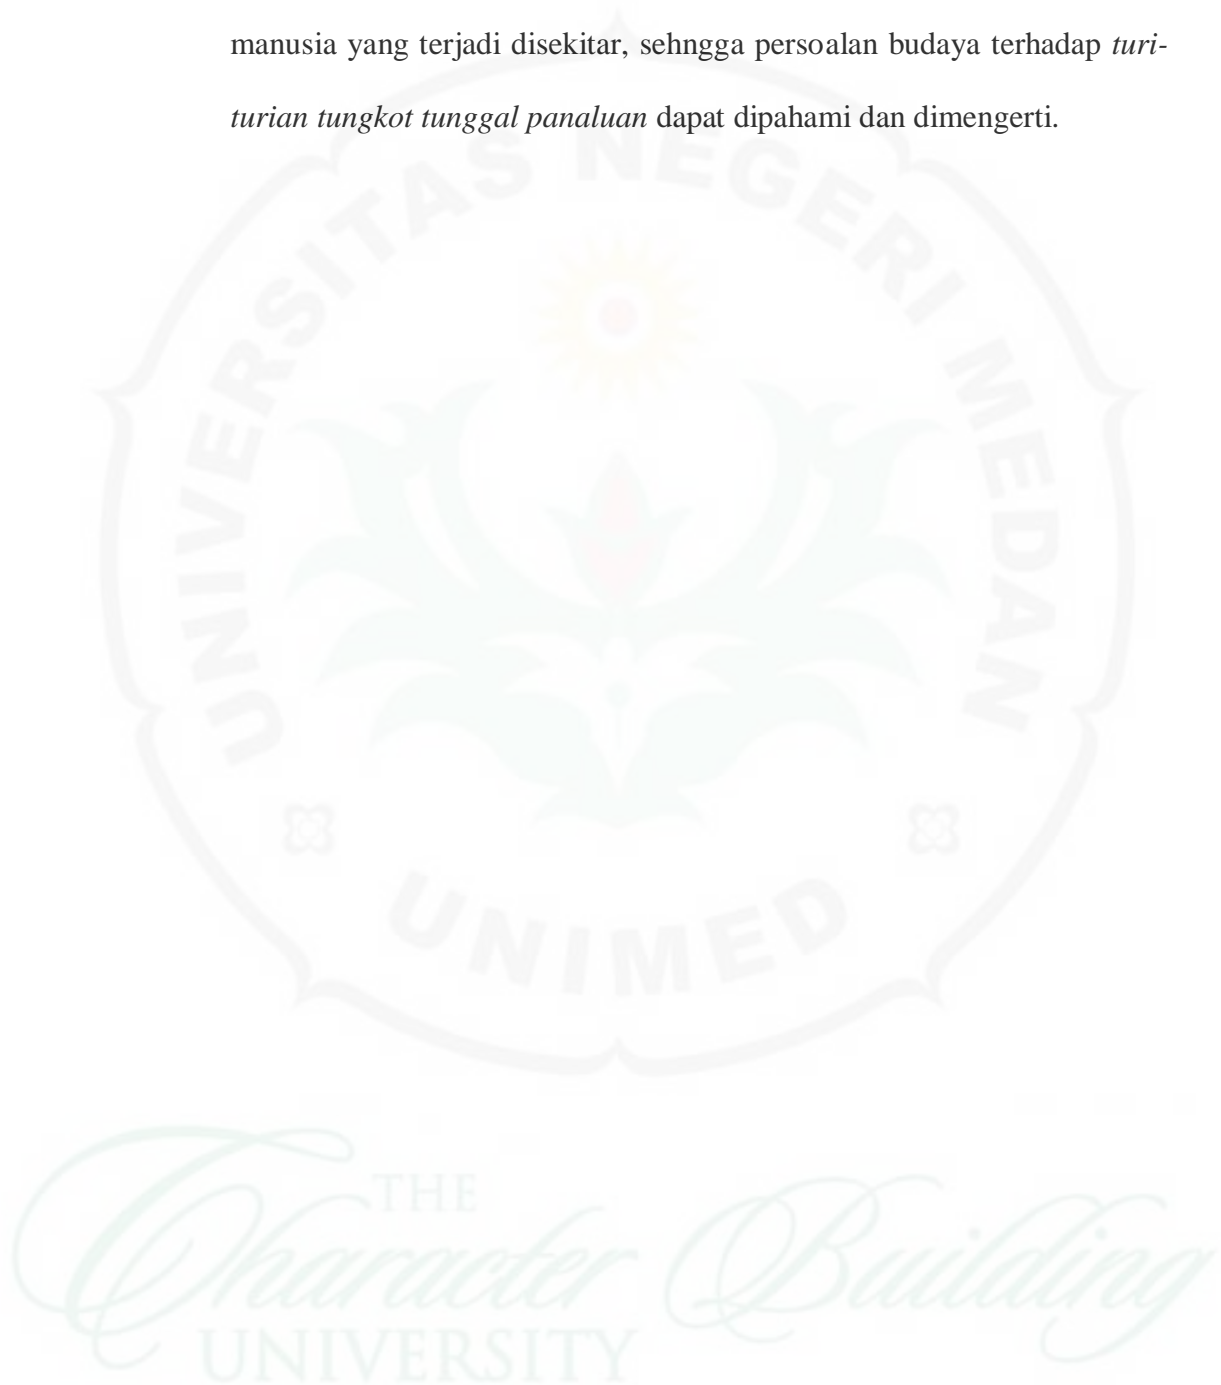 manusia yang terjadi disekitar, sehngga persoalan budaya terhadap turi-
turian tungkot tunggal panaluan dapat dipahami dan dimengerti.
UNIVERSITAS NEGERI MEDAN
UNIMED
THE
Character Building
UNIVERSITY